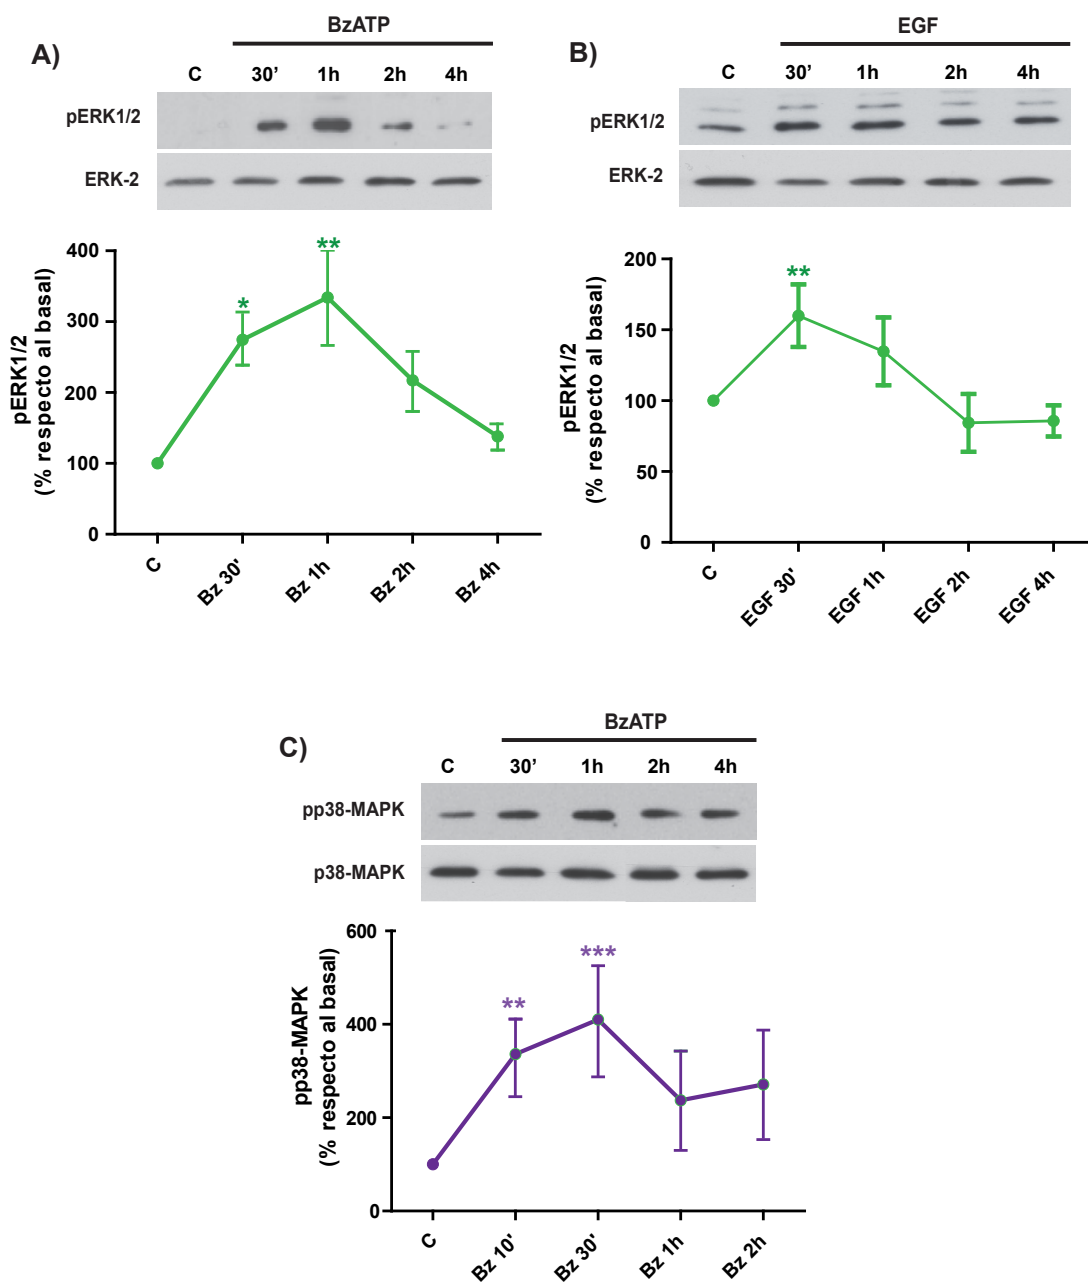 A)
BzATP
C 30’ 1h 2h 4h
pERK1/2
ERK-2
pERK1/2
(% respecto al basal)
400
300
200
100
0
*
**
C
Bz 30'
Bz 1h
Bz 2h
Bz 4h
B)
EGF
C 30’ 1h 2h 4h
pERK1/2
ERK-2
pERK1/2
(% respecto al basal)
200
150
100
50
0
**
C
EGF 30'
EGF 1h
EGF 2h
EGF 4h
C)
BzATP
C 30’ 1h 2h 4h
pp38-MAPK
p38-MAPK
pp38-MAPK
(% respecto al basal)
600
400
200
0
**
***
C
Bz 10'
Bz 30'
Bz 1h
Bz 2h